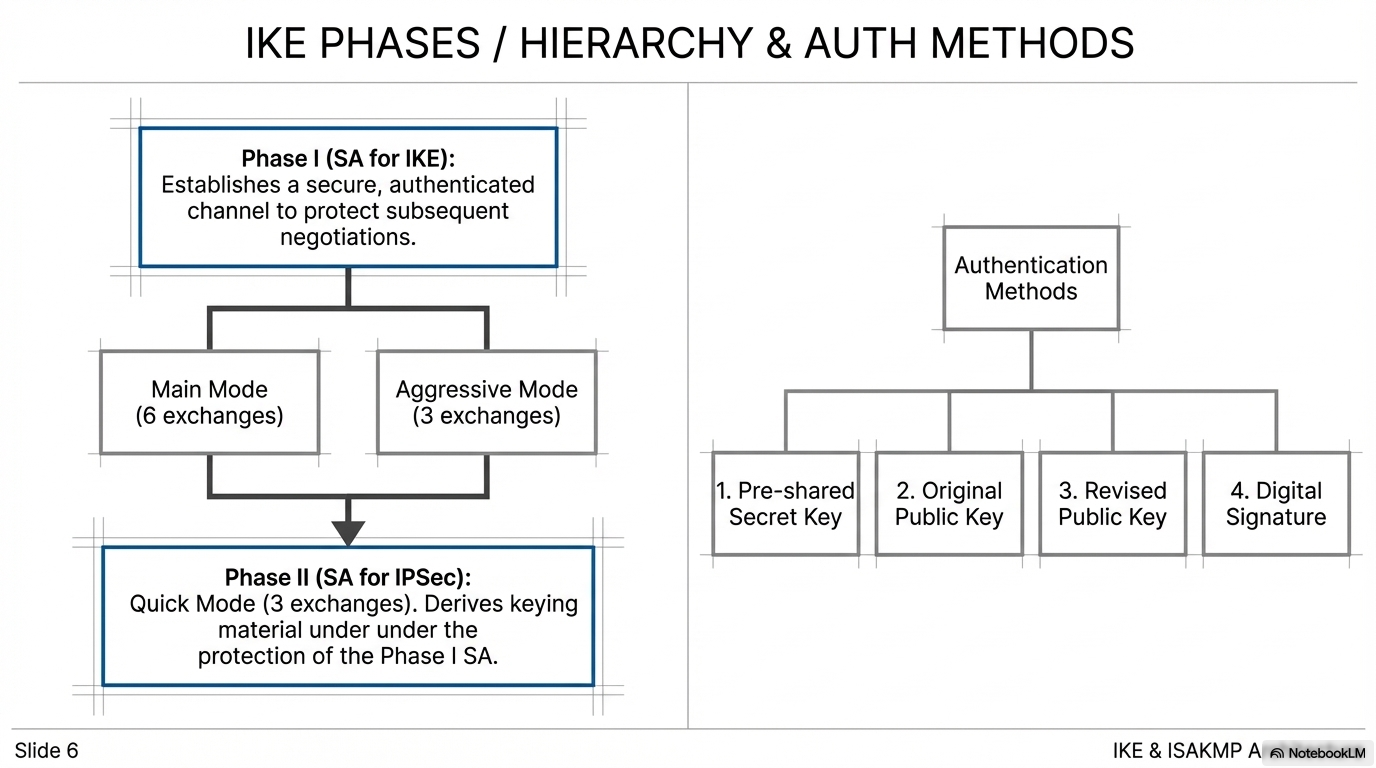 IKE PHASES / HIERARCHY & AUTH METHODS
Phase I (SA for IKE):
Establishes a secure, authenticated
channel to protect subsequent
negotiations.
Main Mode
(6 exchanges)
Aggressive Mode
(3 exchanges)
Phase II (SA for IPSec):
Quick Mode (3 exchanges). Derives keying
material under under the
protection of the Phase I SA.
Authentication
Methods
1. Pre-shared
Secret Key
2. Original
Public Key
3. Revised
Public Key
4. Digital
Signature
Slide 6
IKE & ISAKMP
NotebookLM